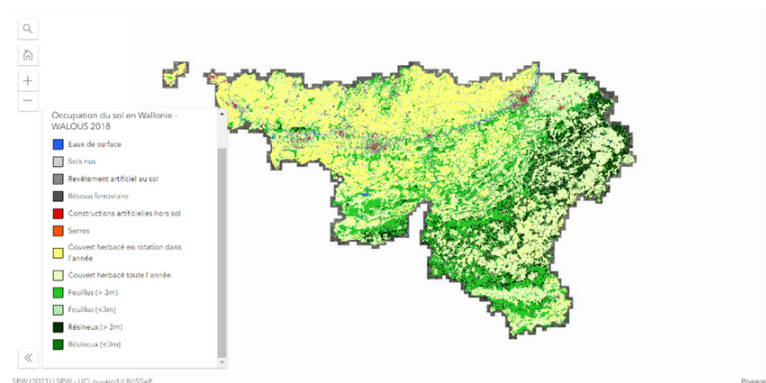 Occupation du sol en Wallonie -
WALOUS 2018
Eaux de surface
Sols nus
Revêtement artificiel au sol
Réseau ferroviaire
Constructions artificielles hors sol
Serres
Couvert herbacé en rotation dans
l'année
Couvert herbacé toute l'année
Feuillus (> 3m)
Feuillus (≤3m)
Résineux (> 3m)
Résineux (≤3m)
SPW (2021) | SPW - UCLouvain/ULB/ISSeP